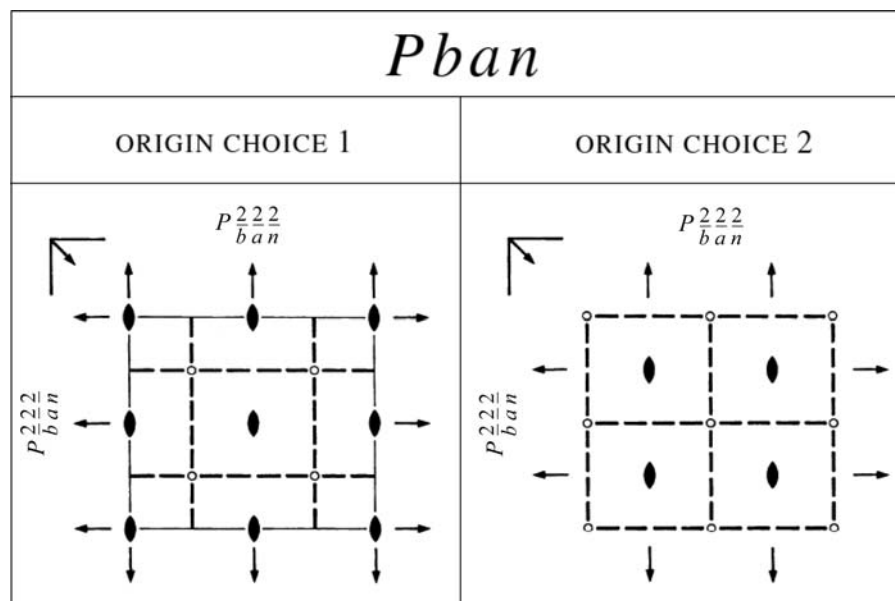 Pban
ORIGIN CHOICE 1
ORIGIN CHOICE 2
P 2/b 2/a 2/n
P 2/b 2/a 2/n
P 2/b 2/a 2/n
P 2/b 2/a 2/n